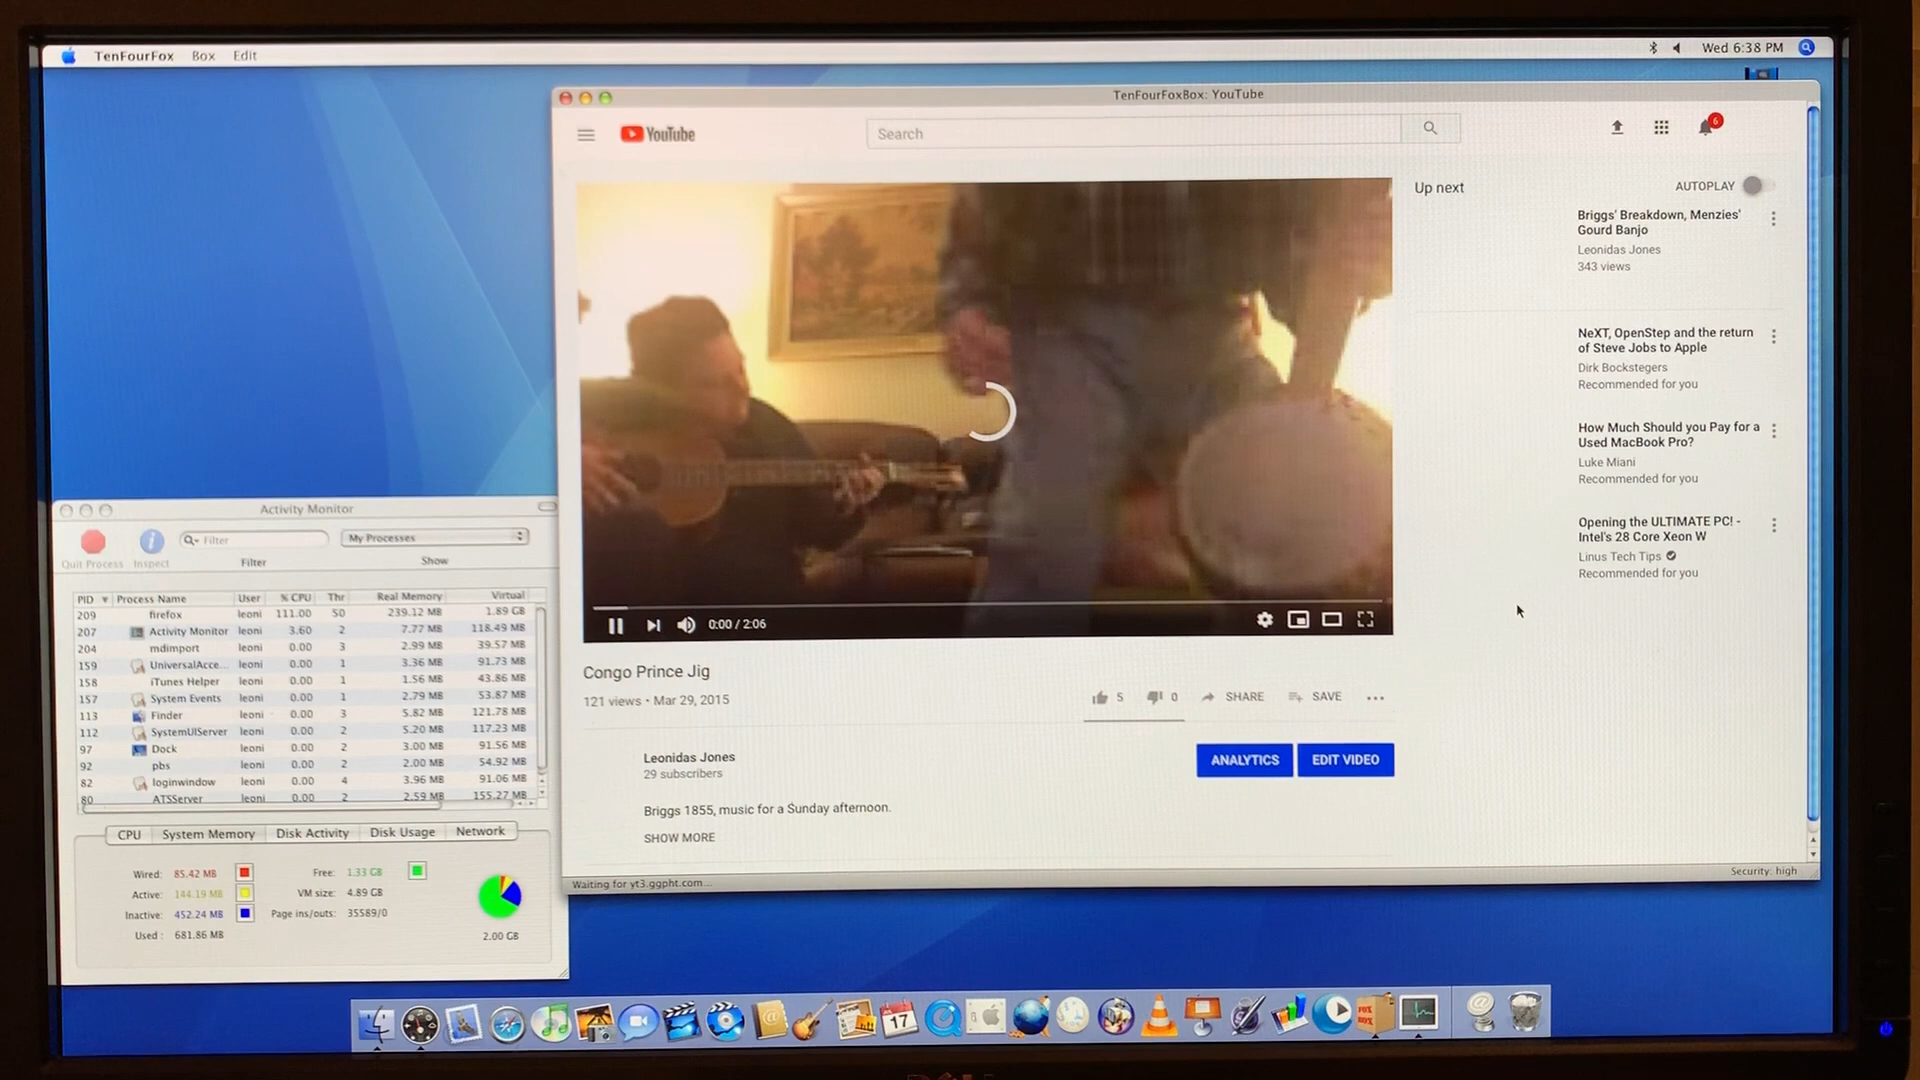 TenFourFox Box Edit
Wed 6:38 PM
TenFourFoxBox: YouTube
YouTube
Search
6
Up next
AUTOPLAY
Briggs' Breakdown, Menzies'
Gourd Banjo
Leonidas Jones
343 views
NeXT, OpenStep and the return
of Steve Jobs to Apple
Dirk Bockstegers
Recommended for you
How Much Should you Pay for a
Used MacBook Pro?
Luke Miani
Recommended for you
Opening the ULTIMATE PC! -
Intel's 28 Core Xeon W
Linus Tech Tips
Recommended for you
0:00 / 2:06
Congo Prince Jig
121 views • Mar 29, 2015
5 0 SHARE SAVE
Leonidas Jones
29 subscribers
ANALYTICS EDIT VIDEO
Briggs 1855, music for a Sunday afternoon.
SHOW MORE
Waiting for yt3.ggpht.com...
Security: high
Activity Monitor
Filter
My Processes
Quit Process Inspect Filter Show
PID Process Name User % CPU Thr Real Memory Virtual
209 firefox leoni 111.00 50 239.12 MB 1.89 GB
207 Activity Monitor leoni 3.60 2 7.77 MB 118.49 MB
204 mdimport leoni 0.00 3 2.99 MB 39.57 MB
159 UniversalAcce... leoni 0.00 1 3.36 MB 91.73 MB
158 iTunes Helper leoni 0.00 1 1.56 MB 43.86 MB
157 System Events leoni 0.00 1 2.79 MB 53.87 MB
113 Finder leoni 0.00 3 5.82 MB 121.78 MB
112 SystemUIServer leoni 0.00 2 5.20 MB 117.23 MB
97 Dock leoni 0.00 2 3.00 MB 91.56 MB
92 pbs leoni 0.00 2 2.00 MB 54.92 MB
82 loginwindow leoni 0.00 4 3.96 MB 91.06 MB
80 ATSServer leoni 0.00 2 2.59 MB 155.27 MB
CPU System Memory Disk Activity Disk Usage Network
Wired: 85.42 MB Free: 1.33 GB
Active: 144.19 MB VM size: 4.89 GB
Inactive: 452.24 MB Page ins/outs: 35589/0
Used: 681.86 MB
2.00 GB
17
FOX
BOX